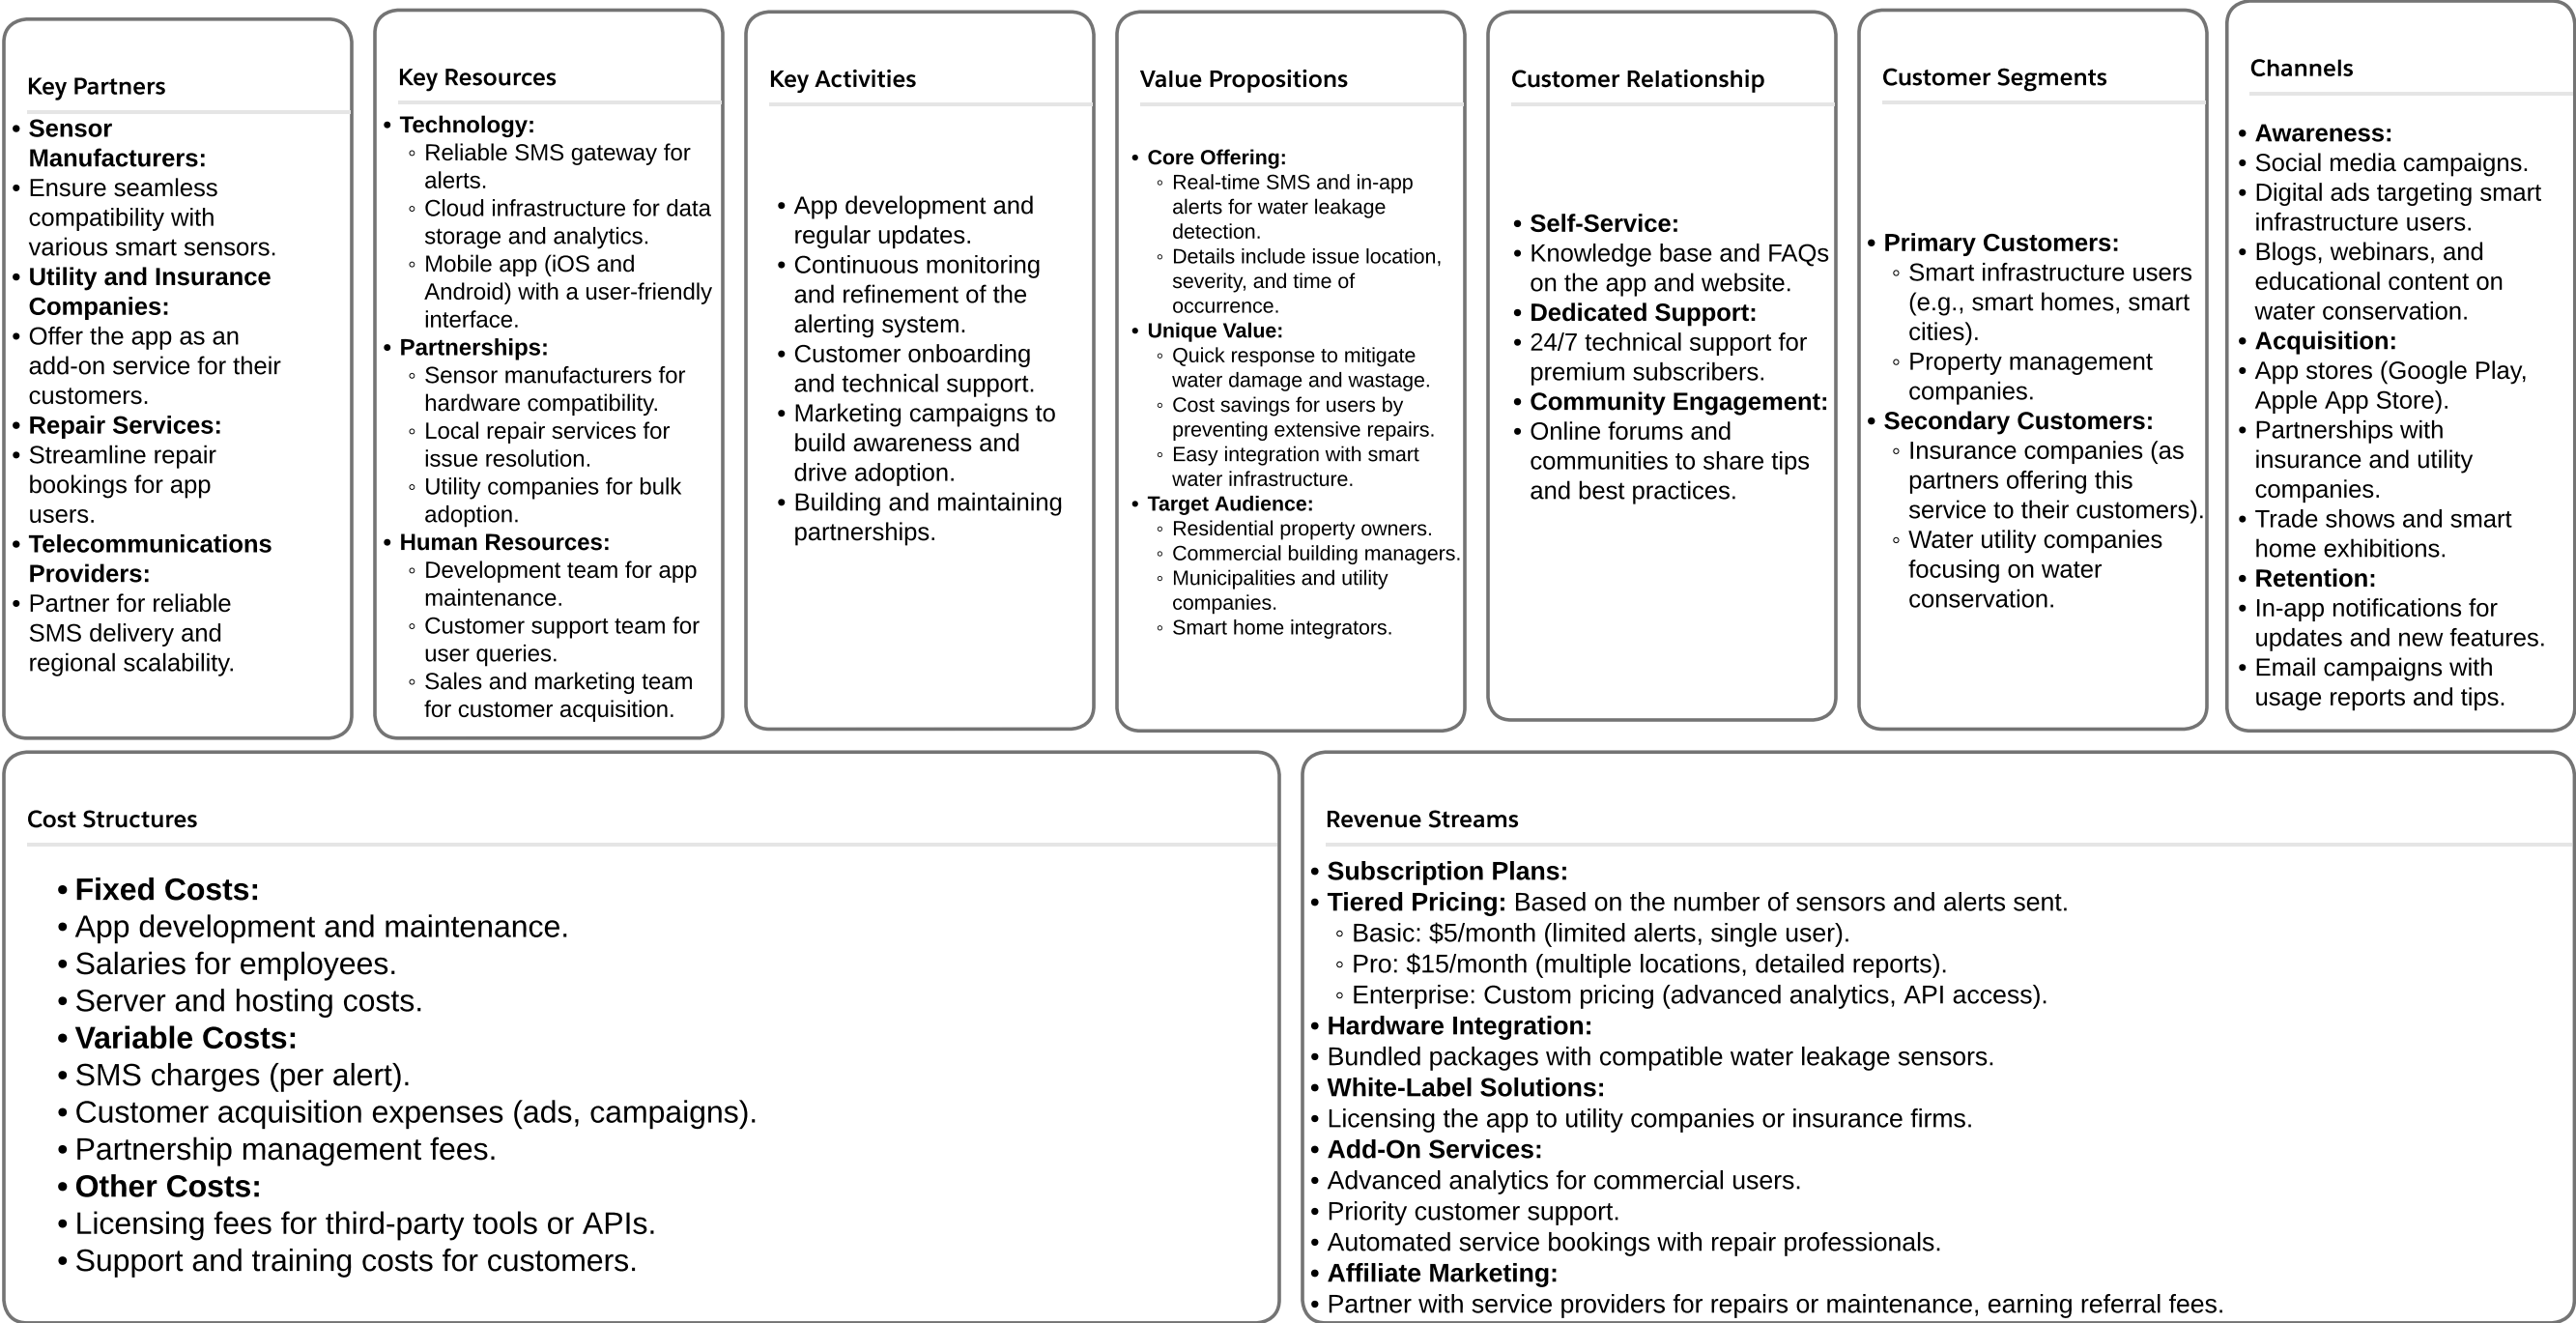 Key Partners
• Sensor
Manufacturers:
• Ensure seamless
compatibility with
various smart sensors.
• Utility and Insurance
Companies:
• Offer the app as an
add-on service for their
customers.
• Repair Services:
• Streamline repair
bookings for app
users.
• Telecommunications
Providers:
• Partner for reliable
SMS delivery and
regional scalability.
Key Resources
• Technology:
◦ Reliable SMS gateway for
alerts.
◦ Cloud infrastructure for data
storage and analytics.
◦ Mobile app (iOS and
Android) with a user-friendly
interface.
• Partnerships:
◦ Sensor manufacturers for
hardware compatibility.
◦ Local repair services for
issue resolution.
◦ Utility companies for bulk
adoption.
• Human Resources:
◦ Development team for app
maintenance.
◦ Customer support team for
user queries.
◦ Sales and marketing team
for customer acquisition.
Key Activities
• App development and
regular updates.
• Continuous monitoring
and refinement of the
alerting system.
• Customer onboarding
and technical support.
• Marketing campaigns to
build awareness and
drive adoption.
• Building and maintaining
partnerships.
Value Propositions
• Core Offering:
◦ Real-time SMS and in-app
alerts for water leakage
detection.
◦ Details include issue location,
severity, and time of
occurrence.
• Unique Value:
◦ Quick response to mitigate
water damage and wastage.
◦ Cost savings for users by
preventing extensive repairs.
◦ Easy integration with smart
water infrastructure.
• Target Audience:
◦ Residential property owners.
◦ Commercial building managers.
◦ Municipalities and utility
companies.
◦ Smart home integrators.
Customer Relationship
• Self-Service:
• Knowledge base and FAQs
on the app and website.
• Dedicated Support:
• 24/7 technical support for
premium subscribers.
• Community Engagement:
• Online forums and
communities to share tips
and best practices.
Customer Segments
• Primary Customers:
◦ Smart infrastructure users
(e.g., smart homes, smart
cities).
◦ Property management
companies.
• Secondary Customers:
◦ Insurance companies (as
partners offering this
service to their customers).
◦ Water utility companies
focusing on water
conservation.
Channels
• Awareness:
• Social media campaigns.
• Digital ads targeting smart
infrastructure users.
• Blogs, webinars, and
educational content on
water conservation.
• Acquisition:
• App stores (Google Play,
Apple App Store).
• Partnerships with
insurance and utility
companies.
• Trade shows and smart
home exhibitions.
• Retention:
• In-app notifications for
updates and new features.
• Email campaigns with
usage reports and tips.
Cost Structures
• Fixed Costs:
• App development and maintenance.
• Salaries for employees.
• Server and hosting costs.
• Variable Costs:
• SMS charges (per alert).
• Customer acquisition expenses (ads, campaigns).
• Partnership management fees.
• Other Costs:
• Licensing fees for third-party tools or APIs.
• Support and training costs for customers.
Revenue Streams
• Subscription Plans:
• Tiered Pricing: Based on the number of sensors and alerts sent.
◦ Basic: $5/month (limited alerts, single user).
◦ Pro: $15/month (multiple locations, detailed reports).
◦ Enterprise: Custom pricing (advanced analytics, API access).
• Hardware Integration:
• Bundled packages with compatible water leakage sensors.
• White-Label Solutions:
• Licensing the app to utility companies or insurance firms.
• Add-On Services:
• Advanced analytics for commercial users.
• Priority customer support.
• Automated service bookings with repair professionals.
• Affiliate Marketing:
• Partner with service providers for repairs or maintenance, earning referral fees.